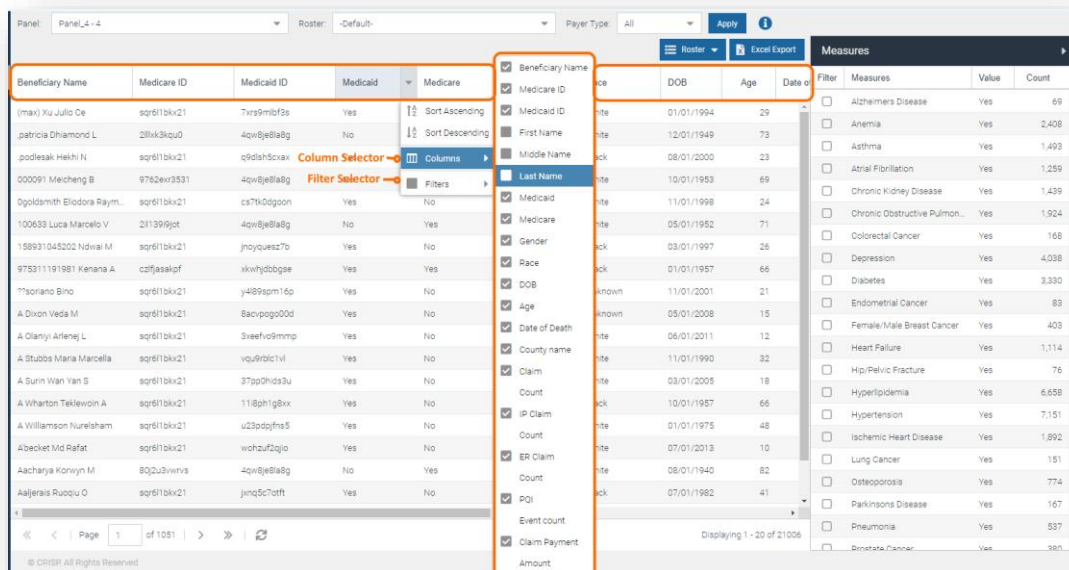 Panel: Panel_4 - 4 Roster: -Default- Payer Type: All Apply
Roster Excel Export
Measures
Beneficiary Name Medicare ID Medicaid ID Medicaid Medicare DOB Age Date of
Filter Measures Value Count
(max) Xu Julio Ce sqr6l1bkx21 7xrs9mlbf3s Yes 01/01/1994 29
.patricia Dhiamond L 2lllxk3kqu0 4qw8je8la8g No 12/01/1949 73
.podlesak Hekhi N sqr6l1bkx21 q9dlsh5cxax 08/01/2000 23
000091 Meicheng B 9762exr3531 4qw8je8la8g 10/01/1953 69
0goldsmith Eliodora Raym... sqr6l1bkx21 cs7tk0dgoon Yes No 11/01/1998 24
100633 Luca Marcelo V 2il139l9jct 4qw8je8la8g No Yes 05/01/1952 71
158931045202 Ndwai M sqr6l1bkx21 jnoyquesz7b Yes No 03/01/1997 26
975311191981 Kenana A czlfjasakpf xkwhjdbbgse Yes Yes 01/01/1957 66
??soriano Bino sqr6l1bkx21 y4l89spm16p Yes No 11/01/2001 21
A Dixon Veda M sqr6l1bkx21 8acvpogo00d Yes No 05/01/2008 15
A Olaniyi Arlenej L sqr6l1bkx21 3xeefvo9mmp Yes No 06/01/2011 12
A Stubbs Maria Marcella sqr6l1bkx21 vqu9rblc1vl Yes No 11/01/1990 32
A Surin Wan Yan S sqr6l1bkx21 37pp0hids3u Yes No 03/01/2005 18
A Wharton Teklewoin A sqr6l1bkx21 11i8ph1g8xx Yes No 10/01/1957 66
A Williamson Nurelsham sqr6l1bkx21 u23pdpjfns5 Yes No 01/01/1975 48
A'becket Md Rafat sqr6l1bkx21 wohzuf2qjio Yes No 07/01/2013 10
Aacharya Korwyn M 80j2u3vwrvs 4qw8je8la8g No Yes 08/01/1940 82
Aaljerais Ruoqiu O sqr6l1bkx21 jxnq5c7otft Yes No 07/01/1982 41
Sort Ascending
Sort Descending
Column Selector Columns
Filter Selector Filters
Beneficiary Name
Medicare ID
Medicaid ID
First Name
Middle Name
Last Name
Medicaid
Medicare
Gender
Race
DOB
Age
Date of Death
County name
Claim
Count
IP Claim
Count
ER Claim
Count
PQI
Event count
Claim Payment
Amount
Alzheimers Disease Yes 69
Anemia Yes 2,408
Asthma Yes 1,493
Atrial Fibrillation Yes 1,259
Chronic Kidney Disease Yes 1,439
Chronic Obstructive Pulmon... Yes 1,924
Colorectal Cancer Yes 168
Depression Yes 4,038
Diabetes Yes 3,330
Endometrial Cancer Yes 83
Female/Male Breast Cancer Yes 403
Heart Failure Yes 1,114
Hip/Pelvic Fracture Yes 76
Hyperlipidemia Yes 6,658
Hypertension Yes 7,151
Ischemic Heart Disease Yes 1,892
Lung Cancer Yes 151
Osteoporosis Yes 774
Parkinsons Disease Yes 167
Pneumonia Yes 537
Prostate Cancer Yes 380
Page 1 of 1051 Displaying 1 - 20 of 21006
© CRISP. All Rights Reserved